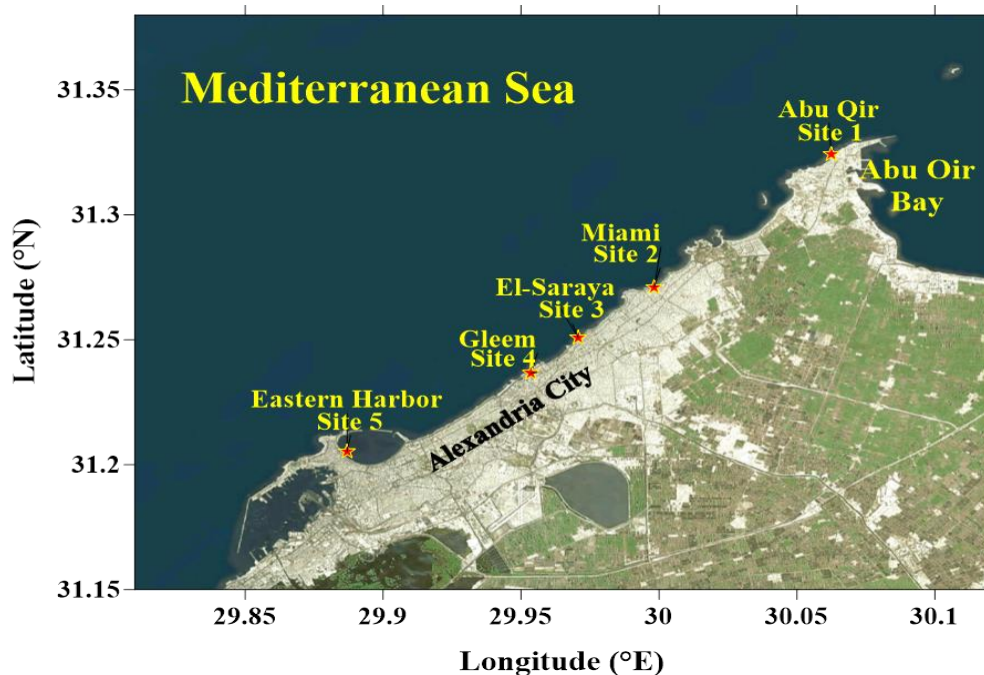 Mediterranean Sea
Abu Qir
Site 1
Abu Oir
Bay
Miami
Site 2
El-Saraya
Site 3
Gleem
Site 4
Eastern Harbor
Site 5
Alexandria City
Latitude (°N)
31.35
31.3
31.25
31.2
31.15
29.85
29.9
29.95
30
30.05
30.1
Longitude (°E)